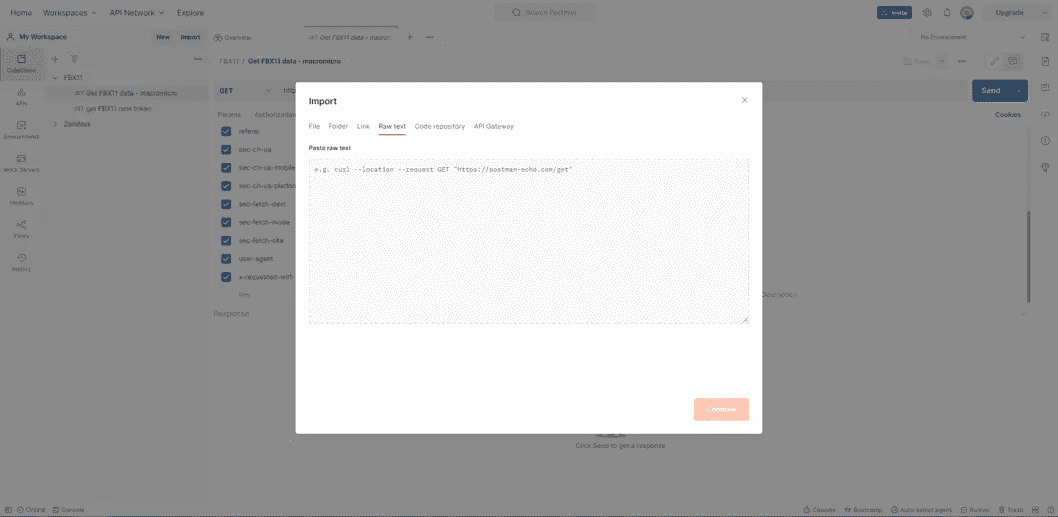 Home Workspaces API Network Explore Search Postman Invite Upgrade
My Workspace New Import Overview GET Get FBX11 data - macror No Environment
Collections
FBX11
GET Get FBX11 data - macromicro
GET get FBX11 new token
Zendesk
APIs
Environments
Mock Servers
Monitors
Flows
History
FBX11 / Get FBX11 data - macromicro Save
GET http Send
Params Authorization Cookies
referer
sec-ch-ua
sec-ch-ua-mobile
sec-ch-ua-platfor
sec-fetch-dest
sec-fetch-mode
sec-fetch-site
user-agent
x-requested-with
Key Description
Response
Import
File Folder Link Raw text Code repository API Gateway
Paste raw text
e.g. curl --location --request GET "https://postman-echo.com/get"
Continue
Click Send to get a response
Online Console Cookies Bootcamp Auto-select agent Runner Trash